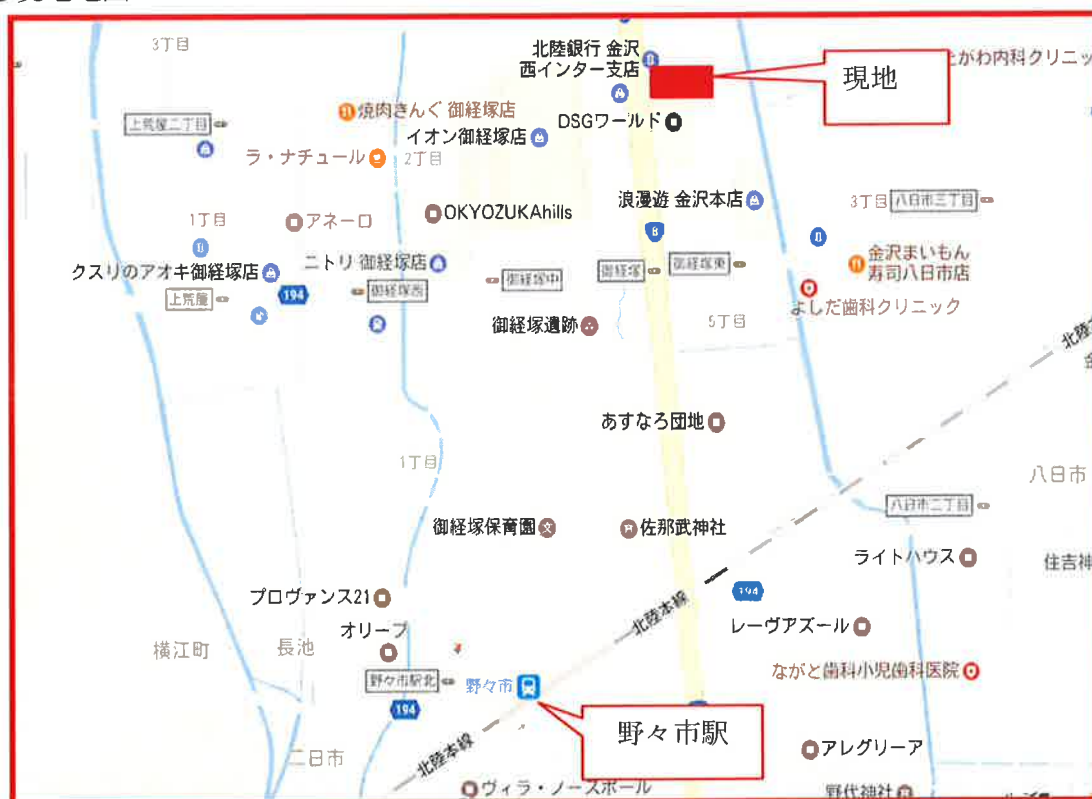 3丁目
北陸銀行 金沢
西インター支店
現地
たがわ内科クリニッ
焼肉きんぐ 御経塚店
上荒屋二丁目
イオン御経塚店
DSGワールド
ラ・ナチュール
2丁目
浪漫遊 金沢本店
3丁目
八日市三丁目
1丁目
アネーロ
OKYOZUKAhills
8
金沢まいもん
寿司八日市店
クスリのアオキ御経塚店
ニトリ 御経塚店
御経塚中
御経塚
御経塚東
上荒屋
194
御経塚西
よしだ歯科クリニック
御経塚遺跡
5丁目
北陸
金
あすなろ団地
1丁目
八日市
八日市二丁目
御経塚保育園
佐那武神社
ライトハウス
住吉神
プロヴァンス21
194
北陸本線
レーヴアズール
オリーブ
横江町
長池
野々市駅北
野々市
ながと歯科小児歯科医院
194
野々市駅
二日市
北陸本線
アレグリーア
ヴィラ・ノースポール
野代神社